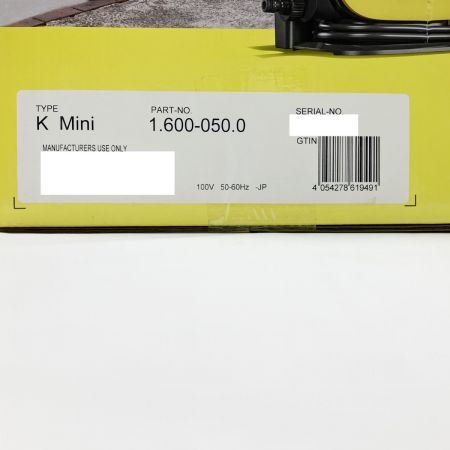 TYPE PART-NO. SERIAL-NO.
K Mini 1.600-050.0
GTIN
MANUFACTURERS USE ONLY
100V 50-60Hz -JP
4 054278 619491